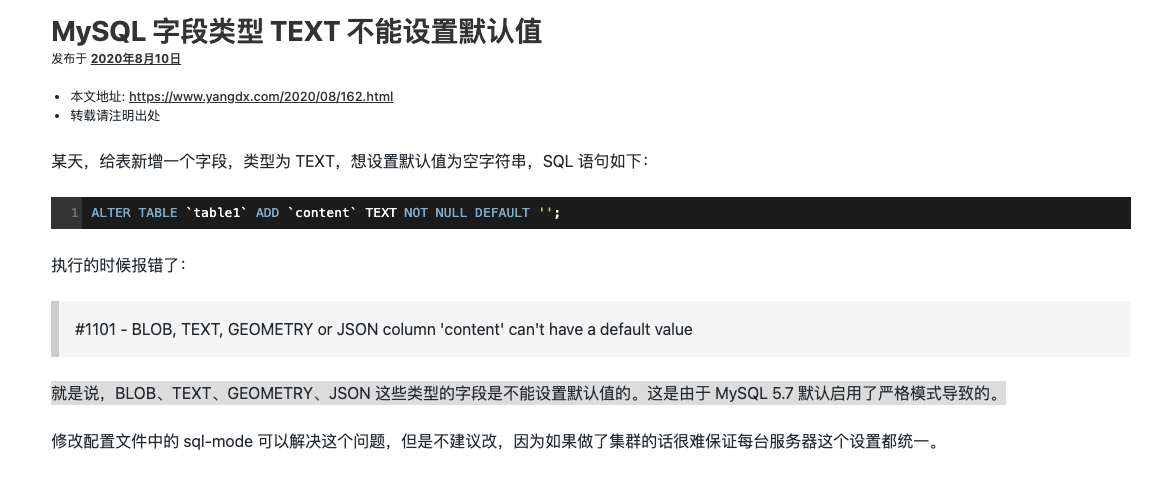 MySQL 字段类型 TEXT 不能设置默认值
发布于 2020年8月10日
• 本文地址: https://www.yangdx.com/2020/08/162.html
• 转载请注明出处
某天，给表新增一个字段，类型为 TEXT，想设置默认值为空字符串，SQL 语句如下：
1 ALTER TABLE `table1` ADD `content` TEXT NOT NULL DEFAULT '';
执行的时候报错了：
#1101 - BLOB, TEXT, GEOMETRY or JSON column 'content' can't have a default value
就是说，BLOB、TEXT、GEOMETRY、JSON 这些类型的字段是不能设置默认值的。这是由于 MySQL 5.7 默认启用了严格模式导致的。
修改配置文件中的 sql-mode 可以解决这个问题，但是不建议改，因为如果做了集群的话很难保证每台服务器这个设置都统一。